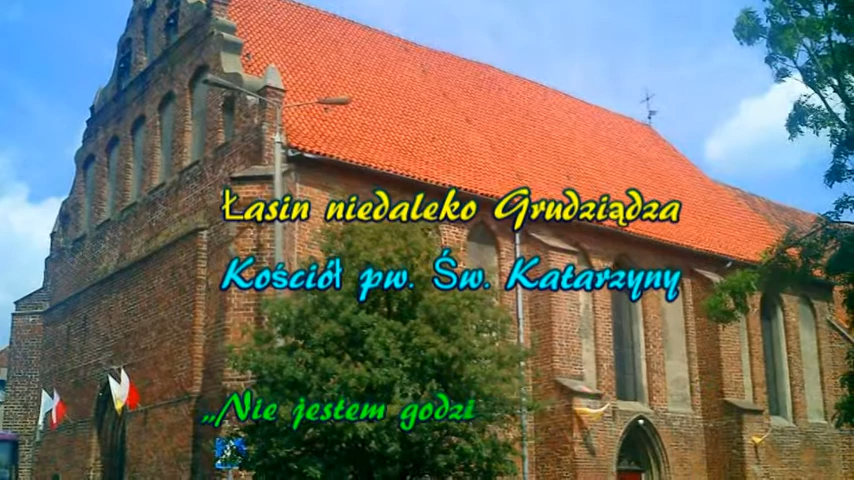 Łasin niedaleko Grudziądza
Kościół pw. Św. Katarzyny
„Nie jestem godzi